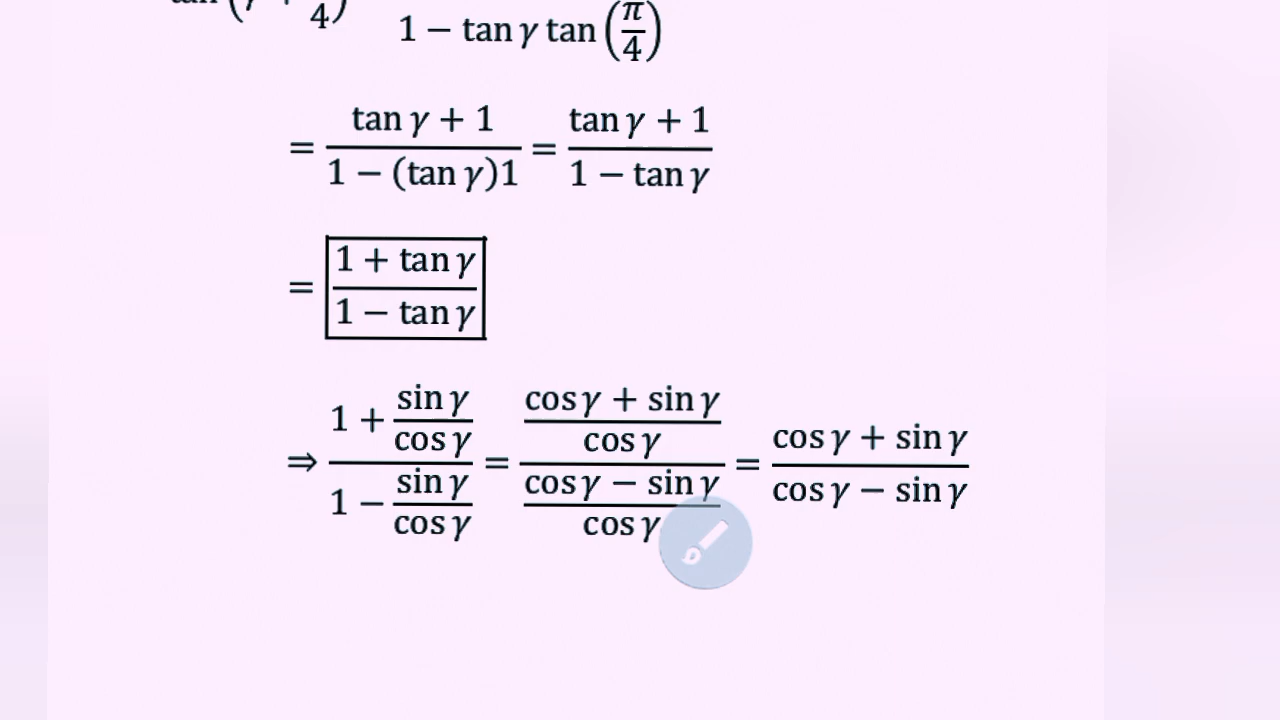 4) 1 − tan γ tan (π/4)
= (tan γ + 1)/(1 − (tan γ)1) = (tan γ + 1)/(1 − tan γ)
= (1 + tan γ)/(1 − tan γ)
⇒ (1 + sin γ/cos γ)/(1 − sin γ/cos γ) = ((cos γ + sin γ)/cos γ)/((cos γ − sin γ)/cos γ) = (cos γ + sin γ)/(cos γ − sin γ)